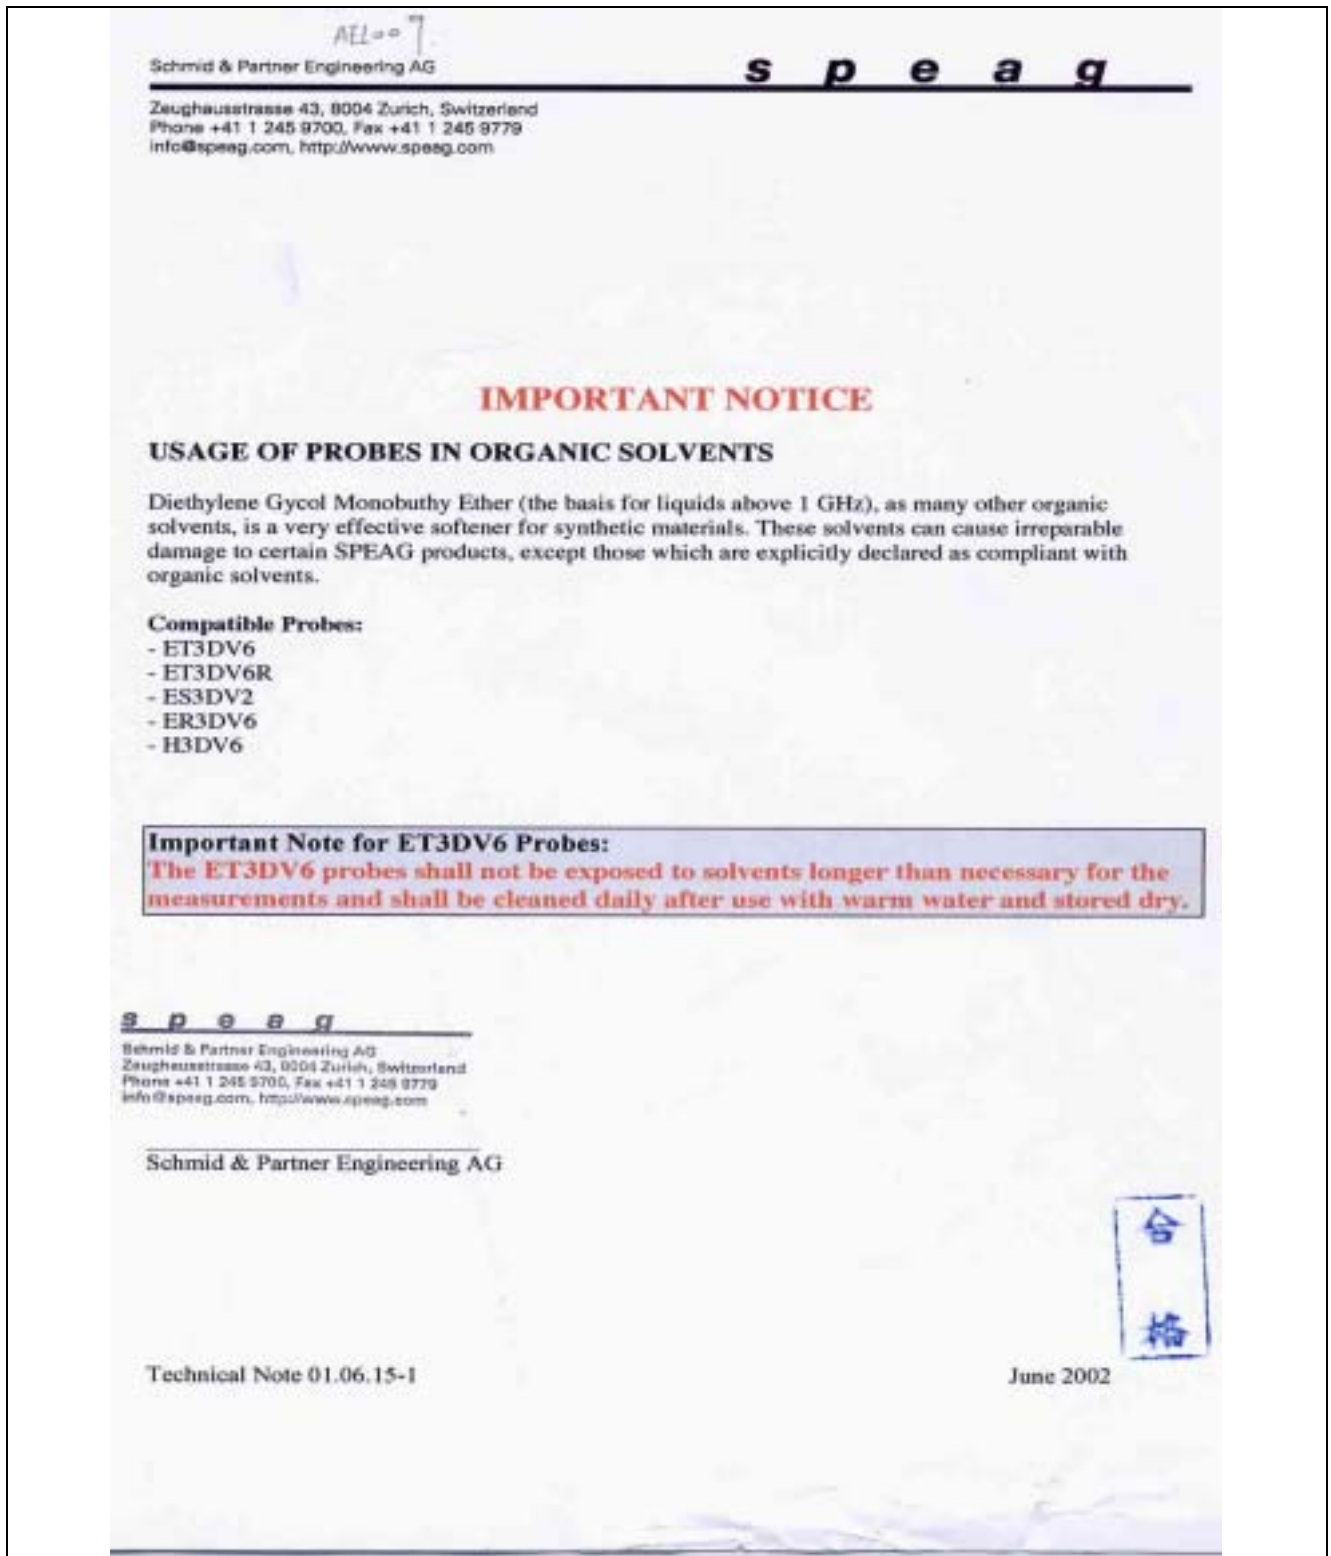 AEL007
Schmid & Partner Engineering AG
s p e a g
Zeughausstrasse 43, 8004 Zurich, Switzerland
Phone +41 1 245 9700, Fax +41 1 245 9779
info@speag.com, http://www.speag.com
IMPORTANT NOTICE
USAGE OF PROBES IN ORGANIC SOLVENTS
Diethylene Gycol Monobuthy Ether (the basis for liquids above 1 GHz), as many other organic
solvents, is a very effective softener for synthetic materials. These solvents can cause irreparable
damage to certain SPEAG products, except those which are explicitly declared as compliant with
organic solvents.
Compatible Probes:
- ET3DV6
- ET3DV6R
- ES3DV2
- ER3DV6
- H3DV6
Important Note for ET3DV6 Probes:
The ET3DV6 probes shall not be exposed to solvents longer than necessary for the
measurements and shall be cleaned daily after use with warm water and stored dry.
s p e a g
Schmid & Partner Engineering AG
Zeughausstrasse 43, 8004 Zurich, Switzerland
Phone +41 1 245 9700, Fax +41 1 245 9779
info@speag.com, http://www.speag.com
Schmid & Partner Engineering AG
合
格
Technical Note 01.06.15-1
June 2002